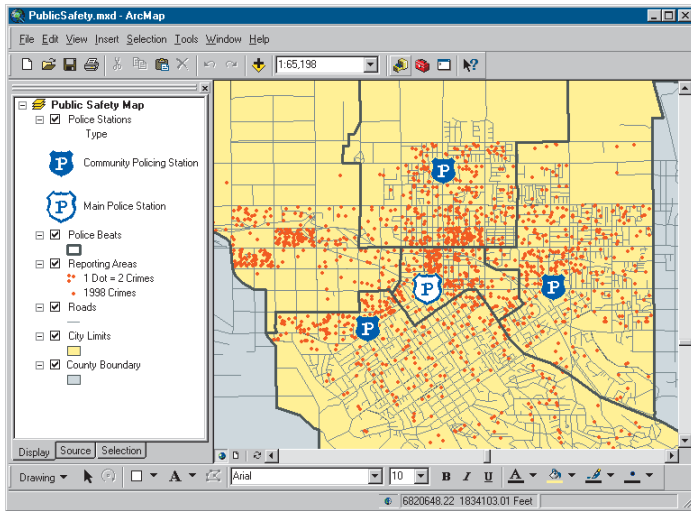 PublicSafety.mxd - ArcMap
File Edit View Insert Selection Tools Window Help
1:65,198
Public Safety Map
Police Stations
Type
P Community Policing Station
P Main Police Station
Police Beats
Reporting Areas
1 Dot = 2 Crimes
1998 Crimes
Roads
City Limits
County Boundary
P
P
P
P
Display Source Selection
Drawing A Arial 10 B I U A
6820648.22 1834103.01 Feet